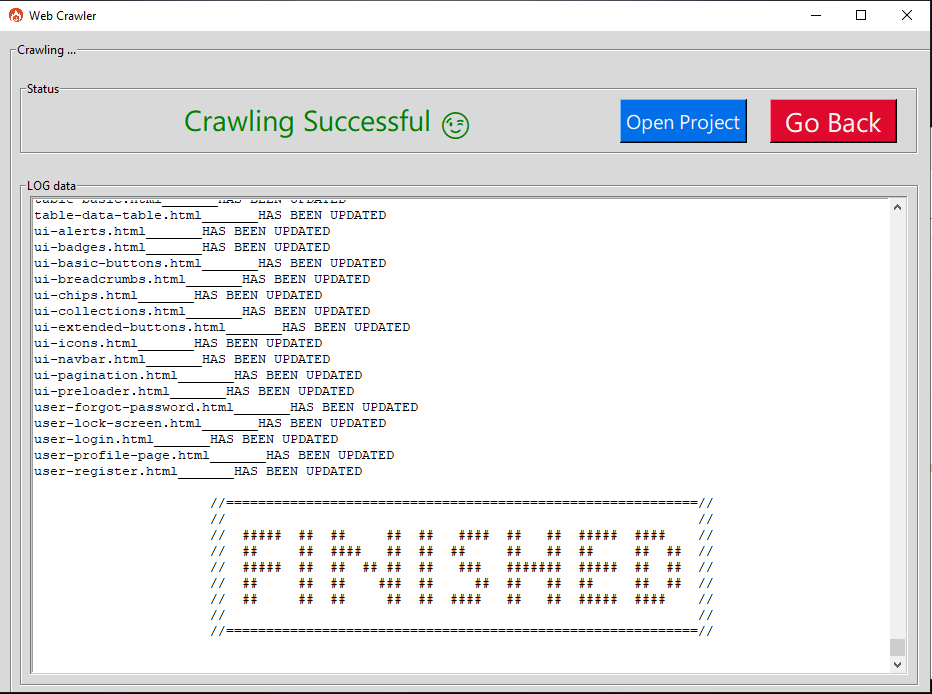 Web Crawler
Crawling ...
Status
Crawling Successful 😉
Open Project
Go Back
LOG data
table-basic.html_______HAS BEEN UPDATED
table-data-table.html_______HAS BEEN UPDATED
ui-alerts.html_______HAS BEEN UPDATED
ui-badges.html_______HAS BEEN UPDATED
ui-basic-buttons.html_______HAS BEEN UPDATED
ui-breadcrumbs.html_______HAS BEEN UPDATED
ui-chips.html_______HAS BEEN UPDATED
ui-collections.html_______HAS BEEN UPDATED
ui-extended-buttons.html_______HAS BEEN UPDATED
ui-icons.html_______HAS BEEN UPDATED
ui-navbar.html_______HAS BEEN UPDATED
ui-pagination.html_______HAS BEEN UPDATED
ui-preloader.html_______HAS BEEN UPDATED
user-forgot-password.html_______HAS BEEN UPDATED
user-lock-screen.html_______HAS BEEN UPDATED
user-login.html_______HAS BEEN UPDATED
user-profile-page.html_______HAS BEEN UPDATED
user-register.html_______HAS BEEN UPDATED
FINISHED